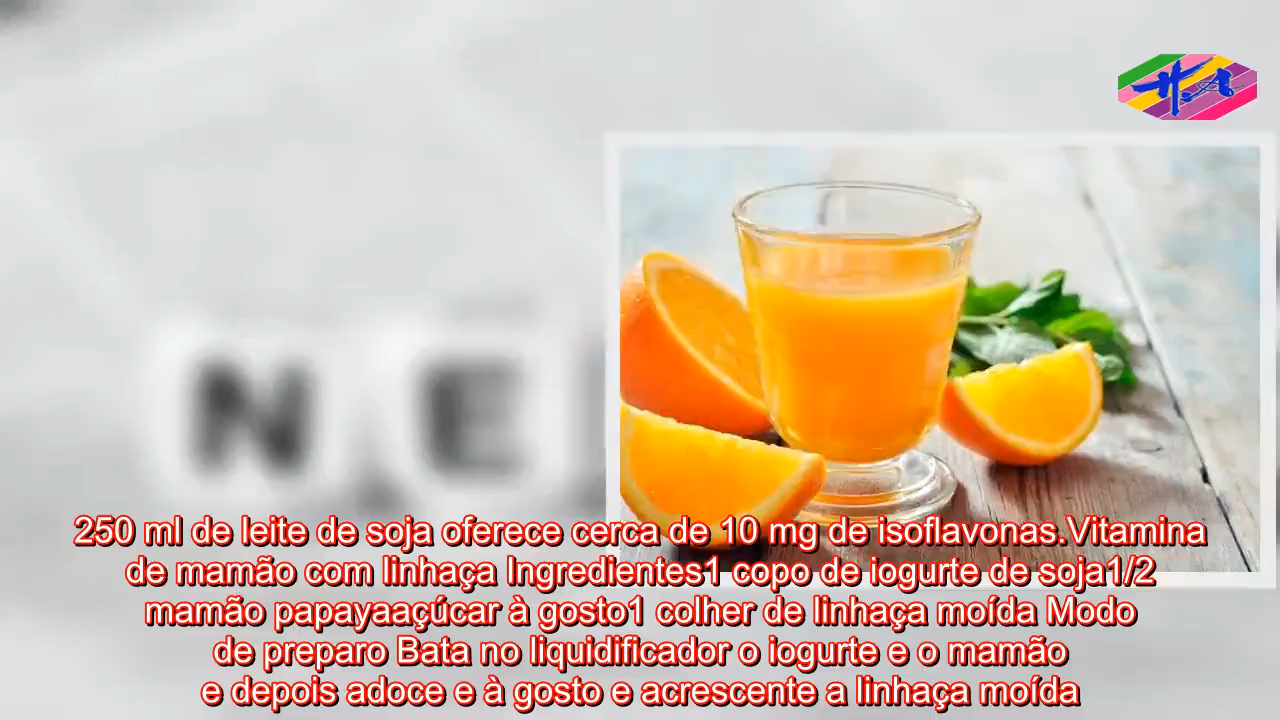 H.A
N E
250 ml de leite de soja oferece cerca de 10 mg de isoflavonas.Vitamina
de mamão com linhaça Ingredientes1 copo de iogurte de soja1/2
mamão papayaaçúcar à gosto1 colher de linhaça moída Modo
de preparo Bata no liquidificador o iogurte e o mamão
e depois adoce e à gosto e acrescente a linhaça moída